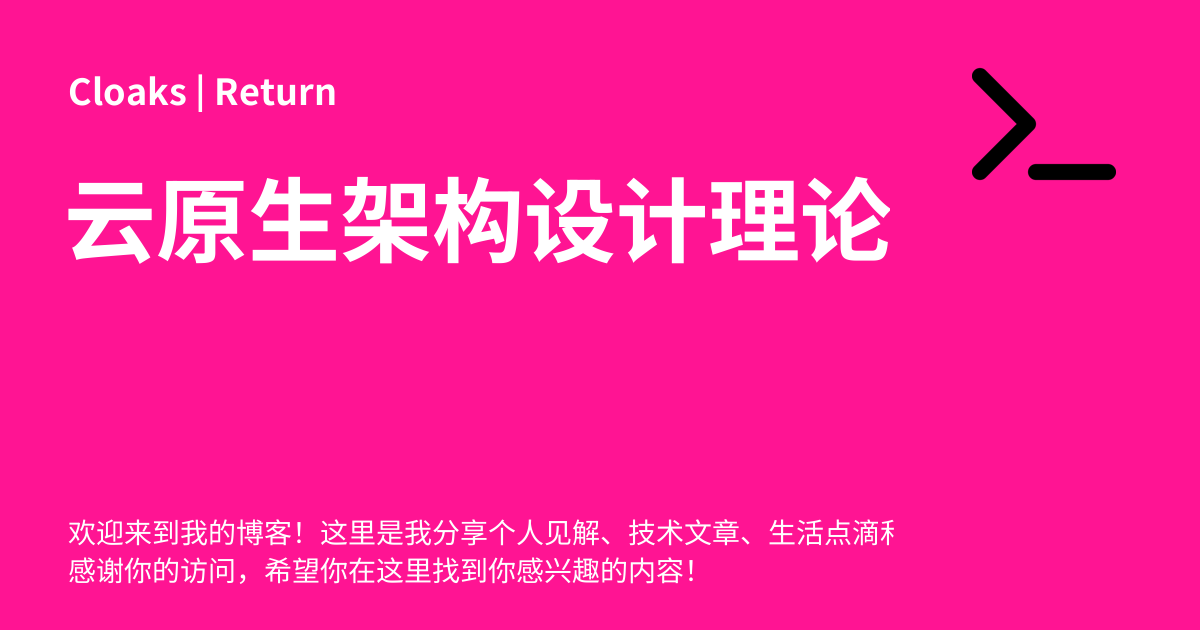 Cloaks | Return
云原生架构设计理论
欢迎来到我的博客！这里是我分享个人见解、技术文章、生活点滴
感谢你的访问，希望你在这里找到你感兴趣的内容！